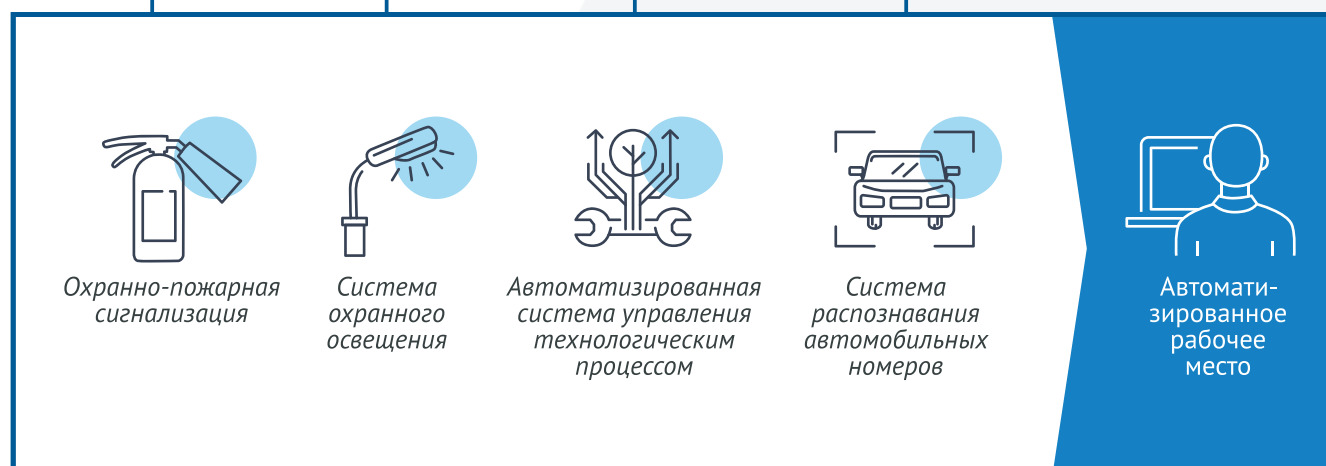 Охранно-пожарная
сигнализация
Система
охранного
освещения
Автоматизированная
система управления
технологическим
процессом
Система
распознавания
автомобильных
номеров
Автомати-
зированное
рабочее
место